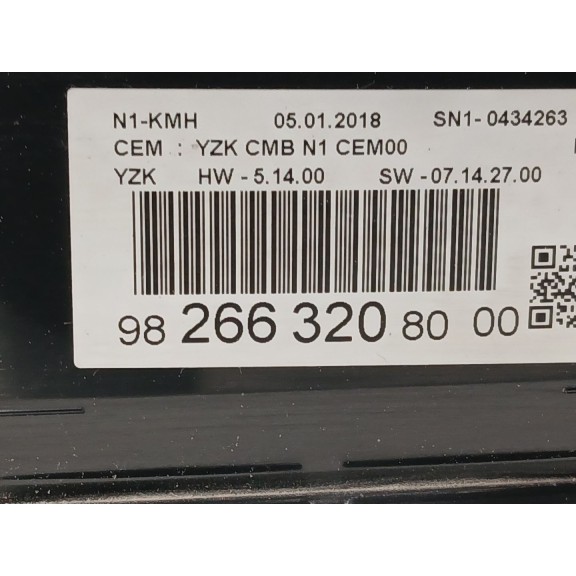 N1-KMH 05.01.2018 SN1- 0434263
CEM : YZK CMB N1 CEM00
YZK HW - 5.14.00 SW - 07.14.27.00
98 266 320 80 00